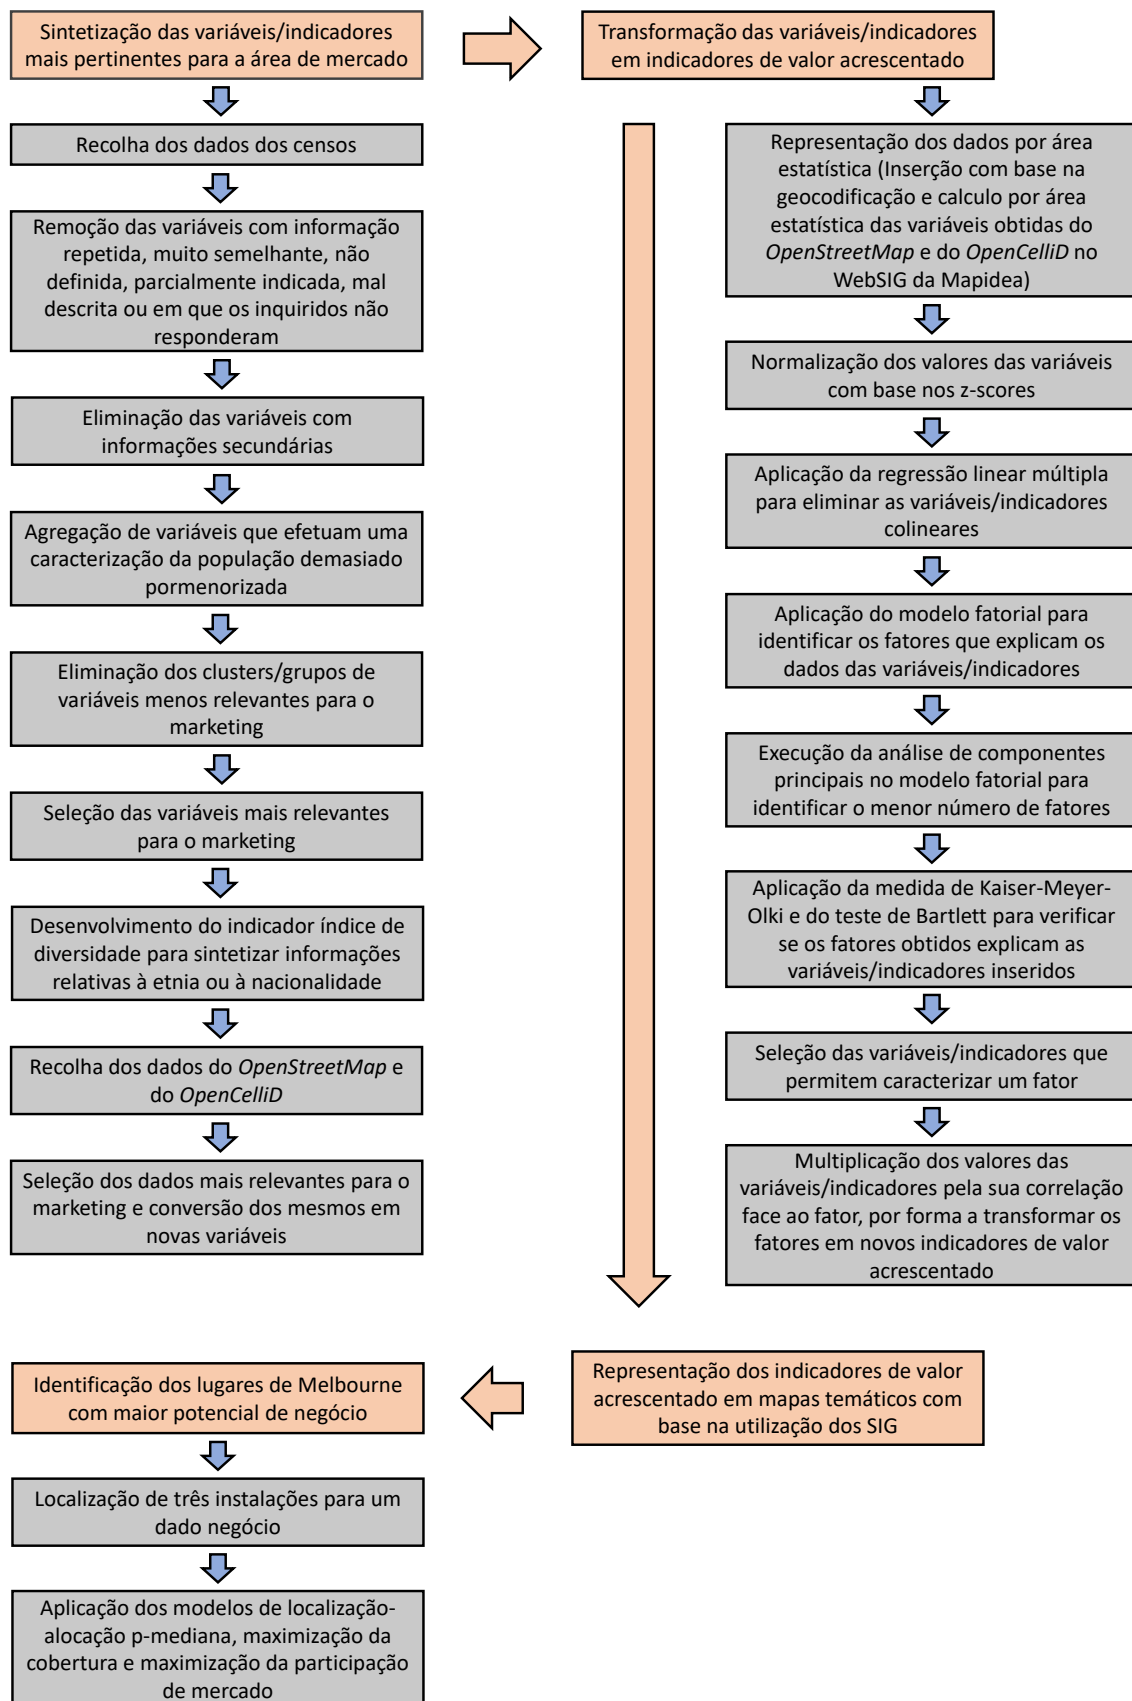 Sintetização das variáveis/indicadores
mais pertinentes para a área de mercado
Recolha dos dados dos censos
Remoção das variáveis com informação
repetida, muito semelhante, não
definida, parcialmente indicada, mal
descrita ou em que os inquiridos não
responderam
Eliminação das variáveis com
informações secundárias
Agregação de variáveis que efetuam uma
caracterização da população demasiado
pormenorizada
Eliminação dos clusters/grupos de
variáveis menos relevantes para o
marketing
Seleção das variáveis mais relevantes
para o marketing
Desenvolvimento do indicador índice de
diversidade para sintetizar informações
relativas à etnia ou à nacionalidade
Recolha dos dados do OpenStreetMap e
do OpenCelliD
Seleção dos dados mais relevantes para o
marketing e conversão dos mesmos em
novas variáveis
Transformação das variáveis/indicadores
em indicadores de valor acrescentado
Representação dos dados por área
estatística (Inserção com base na
geocodificação e calculo por área
estatística das variáveis obtidas do
OpenStreetMap e do OpenCelliD no
WebSIG da Mapidea)
Normalização dos valores das variáveis
com base nos z-scores
Aplicação da regressão linear múltipla
para eliminar as variáveis/indicadores
colineares
Aplicação do modelo fatorial para
identificar os fatores que explicam os
dados das variáveis/indicadores
Execução da análise de componentes
principais no modelo fatorial para
identificar o menor número de fatores
Aplicação da medida de Kaiser-Meyer-
Olki e do teste de Bartlett para verificar
se os fatores obtidos explicam as
variáveis/indicadores inseridos
Seleção das variáveis/indicadores que
permitem caracterizar um fator
Multiplicação dos valores das
variáveis/indicadores pela sua correlação
face ao fator, por forma a transformar os
fatores em novos indicadores de valor
acrescentado
Representação dos indicadores de valor
acrescentado em mapas temáticos com
base na utilização dos SIG
Identificação dos lugares de Melbourne
com maior potencial de negócio
Localização de três instalações para um
dado negócio
Aplicação dos modelos de localização-
alocação p-mediana, maximização da
cobertura e maximização da participação
de mercado